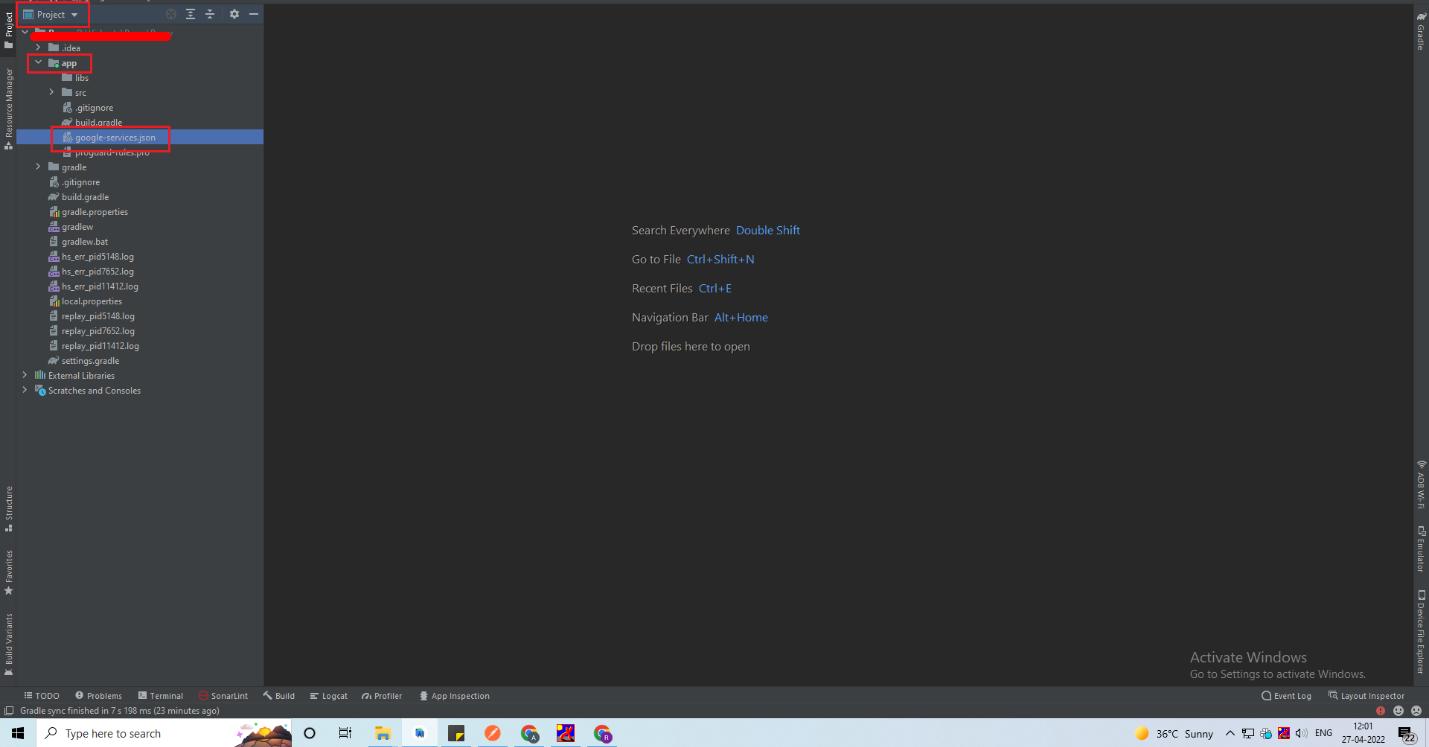 Project
.idea
app
libs
src
.gitignore
build.gradle
google-services.json
proguard-rules.pro
gradle
.gitignore
build.gradle
gradle.properties
gradlew
gradlew.bat
hs_err_pid5148.log
hs_err_pid7652.log
hs_err_pid11412.log
local.properties
replay_pid5148.log
replay_pid7652.log
replay_pid11412.log
settings.gradle
External Libraries
Scratches and Consoles
Project
Resource Manager
Structure
Favorites
Build Variants
Search Everywhere Double Shift
Go to File Ctrl+Shift+N
Recent Files Ctrl+E
Navigation Bar Alt+Home
Drop files here to open
Gradle
ADB Wi-Fi
Emulator
Device File Explorer
Activate Windows
Go to Settings to activate Windows.
TODO Problems Terminal SonarLint Build Logcat Profiler App Inspection Event Log Layout Inspector
Gradle sync finished in 7 s 198 ms (23 minutes ago)
Type here to search
36°C Sunny ENG
12:01
27-04-2022
22